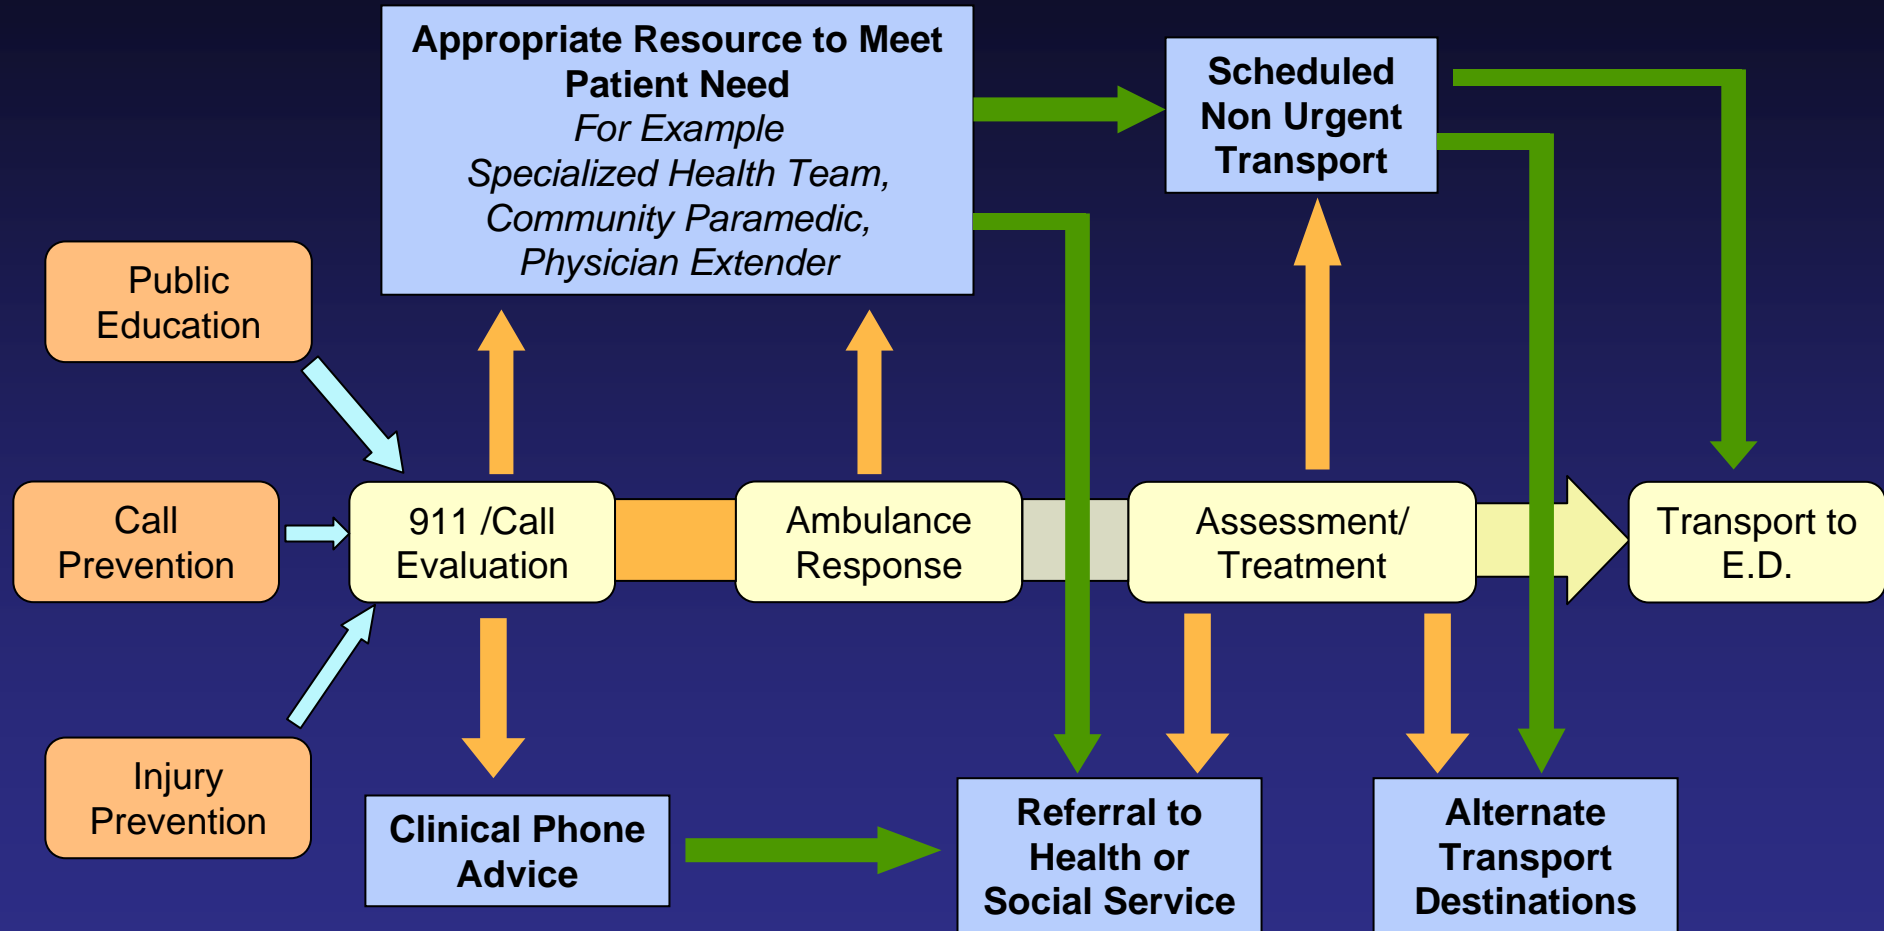 Appropriate Resource to Meet
Patient Need
For Example
Specialized Health Team,
Community Paramedic,
Physician Extender
Scheduled
Non Urgent
Transport
Public
Education
Call
Prevention
911 /Call
Evaluation
Ambulance
Response
Assessment/
Treatment
Transport to
E.D.
Injury
Prevention
Clinical Phone
Advice
Referral to
Health or
Social Service
Alternate
Transport
Destinations